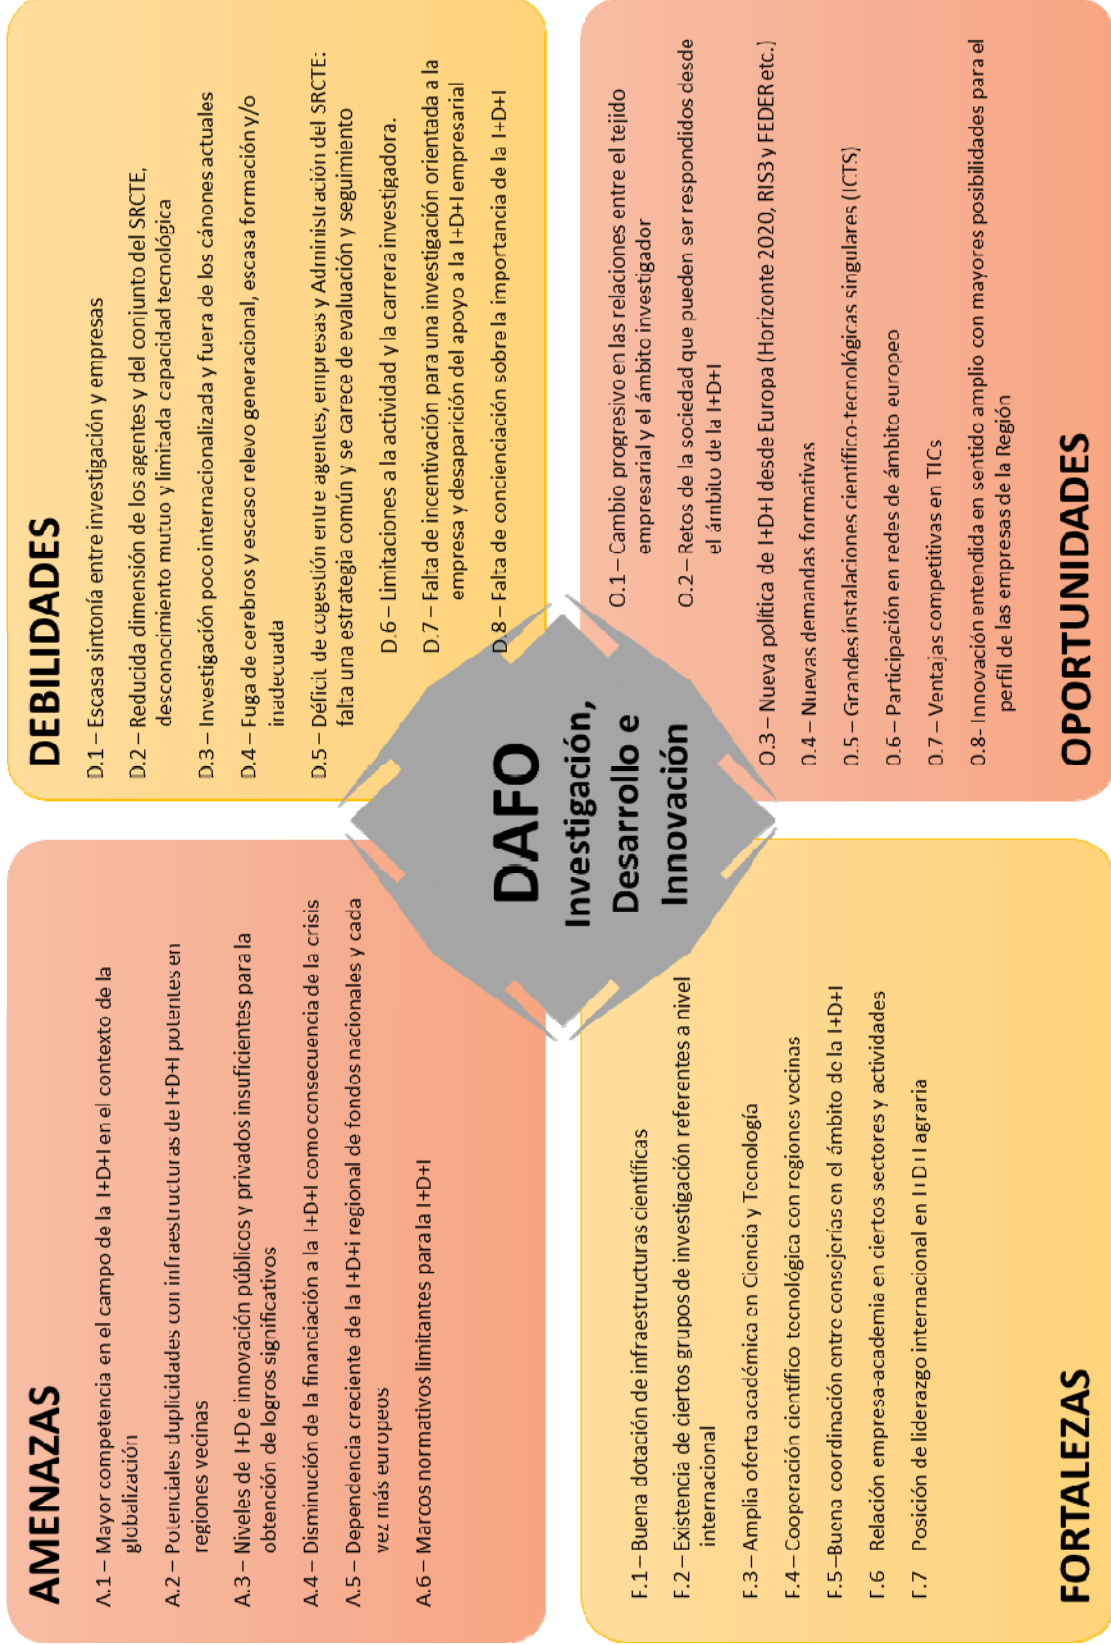 AMENAZAS
A.1 – Mayor competencia en el campo de la I+D+I en el contexto de la
globalización
A.2 – Potenciales duplicidades con infraestructuras de I+D+I potentes en
regiones vecinas
A.3 – Niveles de I+D e innovación públicos y privados insuficientes para la
obtención de logros significativos
A.4 – Disminución de la financiación a la I+D+I como consecuencia de la crisis
A.5 – Dependencia creciente de la I+D+i regional de fondos nacionales y cada
vez más europeos
A.6 – Marcos normativos limitantes para la I+D+I
DEBILIDADES
D.1 – Escasa sintonía entre investigación y empresas
D.2 – Reducida dimensión de los agentes y del conjunto del SRCTE,
desconocimiento mutuo y limitada capacidad tecnológica
D.3 – Investigación poco internacionalizada y fuera de los cánones actuales
D.4 – Fuga de cerebros y escaso relevo generacional, escasa formación y/o
inadecuada
D.5 – Déficit de cogestión entre agentes, empresas y Administración del SRCTE:
falta una estrategia común y se carece de evaluación y seguimiento
D.6 – Limitaciones a la actividad y la carrera investigadora.
D.7 – Falta de incentivación para una investigación orientada a la
empresa y desaparición del apoyo a la I+D+I empresarial
D.8 – Falta de concienciación sobre la importancia de la I+D+I
DAFO
Investigación,
Desarrollo e
Innovación
F.1 – Buena dotación de infraestructuras científicas
F.2 – Existencia de ciertos grupos de investigación referentes a nivel
internacional
F.3 – Amplia oferta académica en Ciencia y Tecnología
F.4 – Cooperación científico tecnológica con regiones vecinas
F.5 –Buena coordinación entre consejerías en el ámbito de la I+D+I
F.6 Relación empresa-academia en ciertos sectores y actividades
F.7 Posición de liderazgo internacional en I+D+I agraria
FORTALEZAS
O.1 – Cambio progresivo en las relaciones entre el tejido
empresarial y el ámbito investigador
O.2 – Retos de la sociedad que pueden ser respondidos desde
el ámbito de la I+D+I
O.3 – Nueva política de I+D+I desde Europa (Horizonte 2020, RIS3 y FEDER etc.)
O.4 – Nuevas demandas formativas
O.5 – Grandes instalaciones científico-tecnológicas singulares (ICTS)
O.6 – Participación en redes de ámbito europeo
O.7 – Ventajas competitivas en TICs
O.8- Innovación entendida en sentido amplio con mayores posibilidades para el
perfil de las empresas de la Región
OPORTUNIDADES